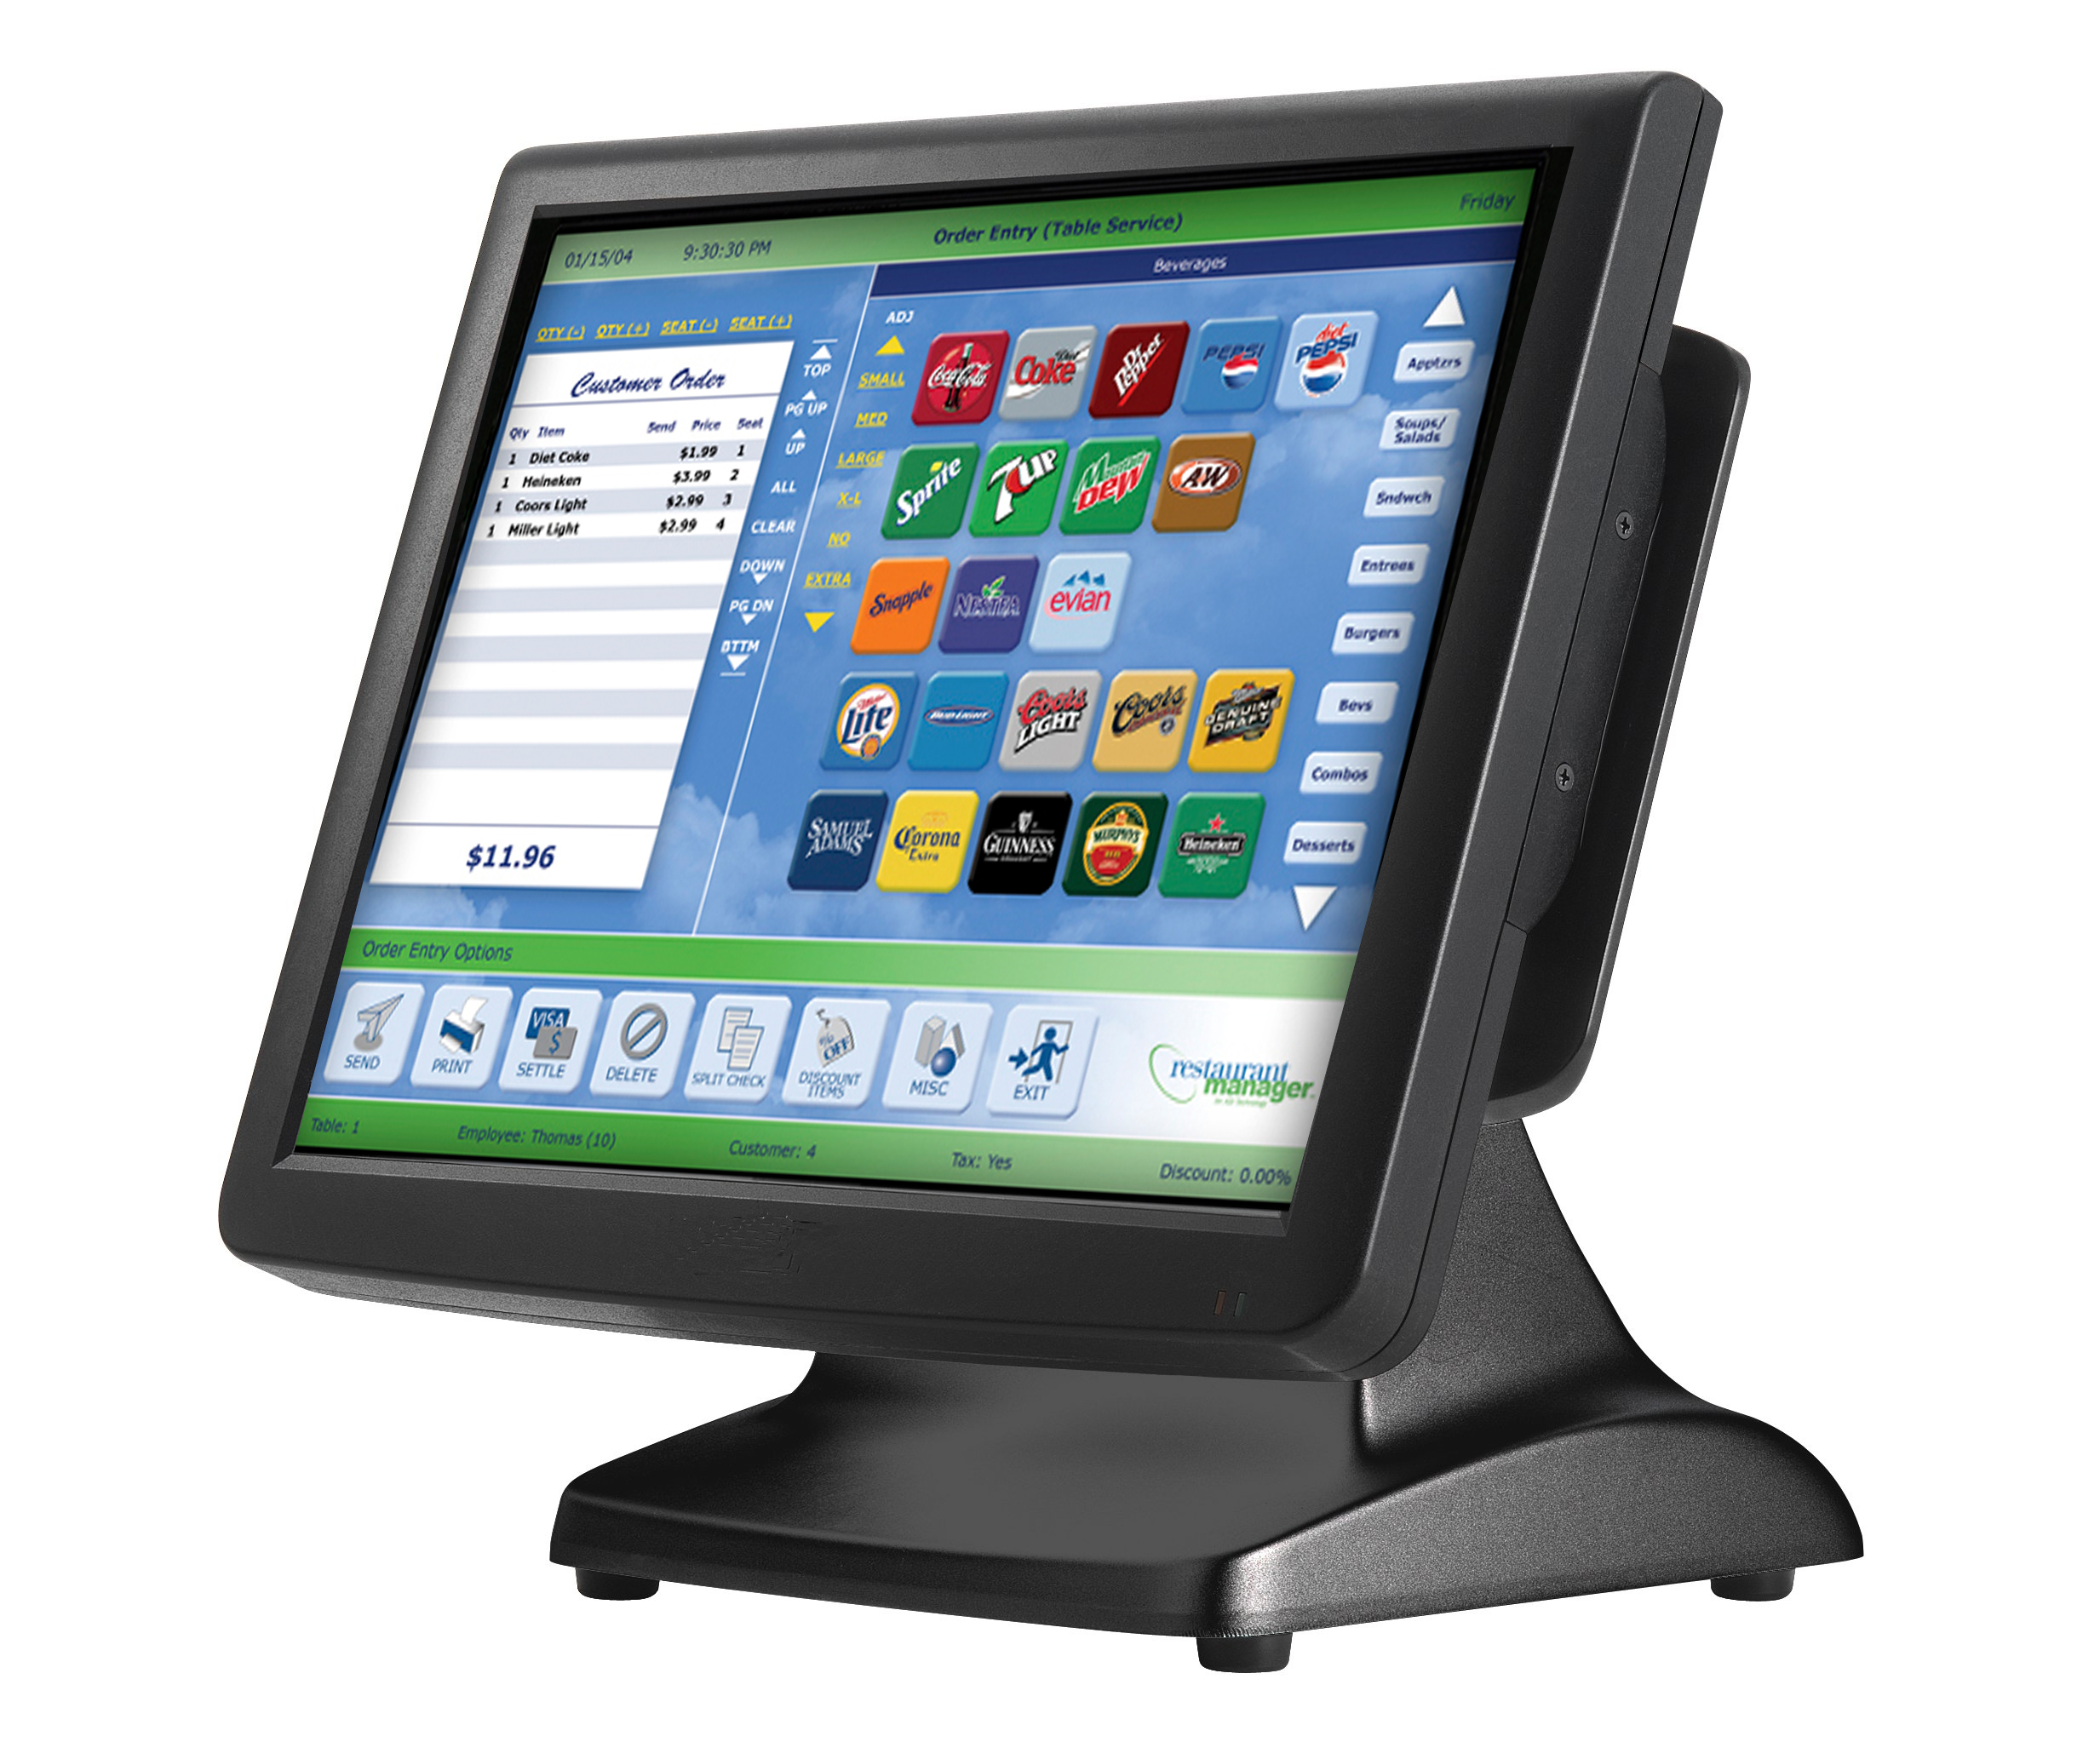 01/15/04 9:30:30 PM Order Entry (Table Service) Friday
Beverages
QTY (-) QTY (+) SEAT (-) SEAT (+)
Customer Order
Qty Item Send Price Seat
1 Diet Coke $1.99 1
1 Heineken $3.99 2
1 Coors Light $2.99 3
1 Miller Light $2.99 4
$11.96
TOP
PG UP
UP
ALL
CLEAR
DOWN
PG DN
BTTM
ADJ
SMALL
MED
LARGE
X-L
NO
EXTRA
Coca-Cola
Diet Coke
Dr Pepper
PEPSI
diet PEPSI
Sprite
7UP
Mountain Dew
A&W
Snapple
NESTEA
evian
Miller Lite
BUD LIGHT
Coors LIGHT
Coors
GENUINE DRAFT
SAMUEL ADAMS
Corona Extra
GUINNESS
MURPHYS
Heineken
Apptzrs
Soups/
Salads
Sndwch
Entrees
Burgers
Bevs
Combos
Desserts
Order Entry Options
SEND
PRINT
VISA $
SETTLE
DELETE
SPLIT CHECK
% OFF
DISCOUNT
ITEMS
MISC
EXIT
restaurant
manager
Table: 1 Employee: Thomas (10) Customer: 4 Tax: Yes Discount: 0.00%